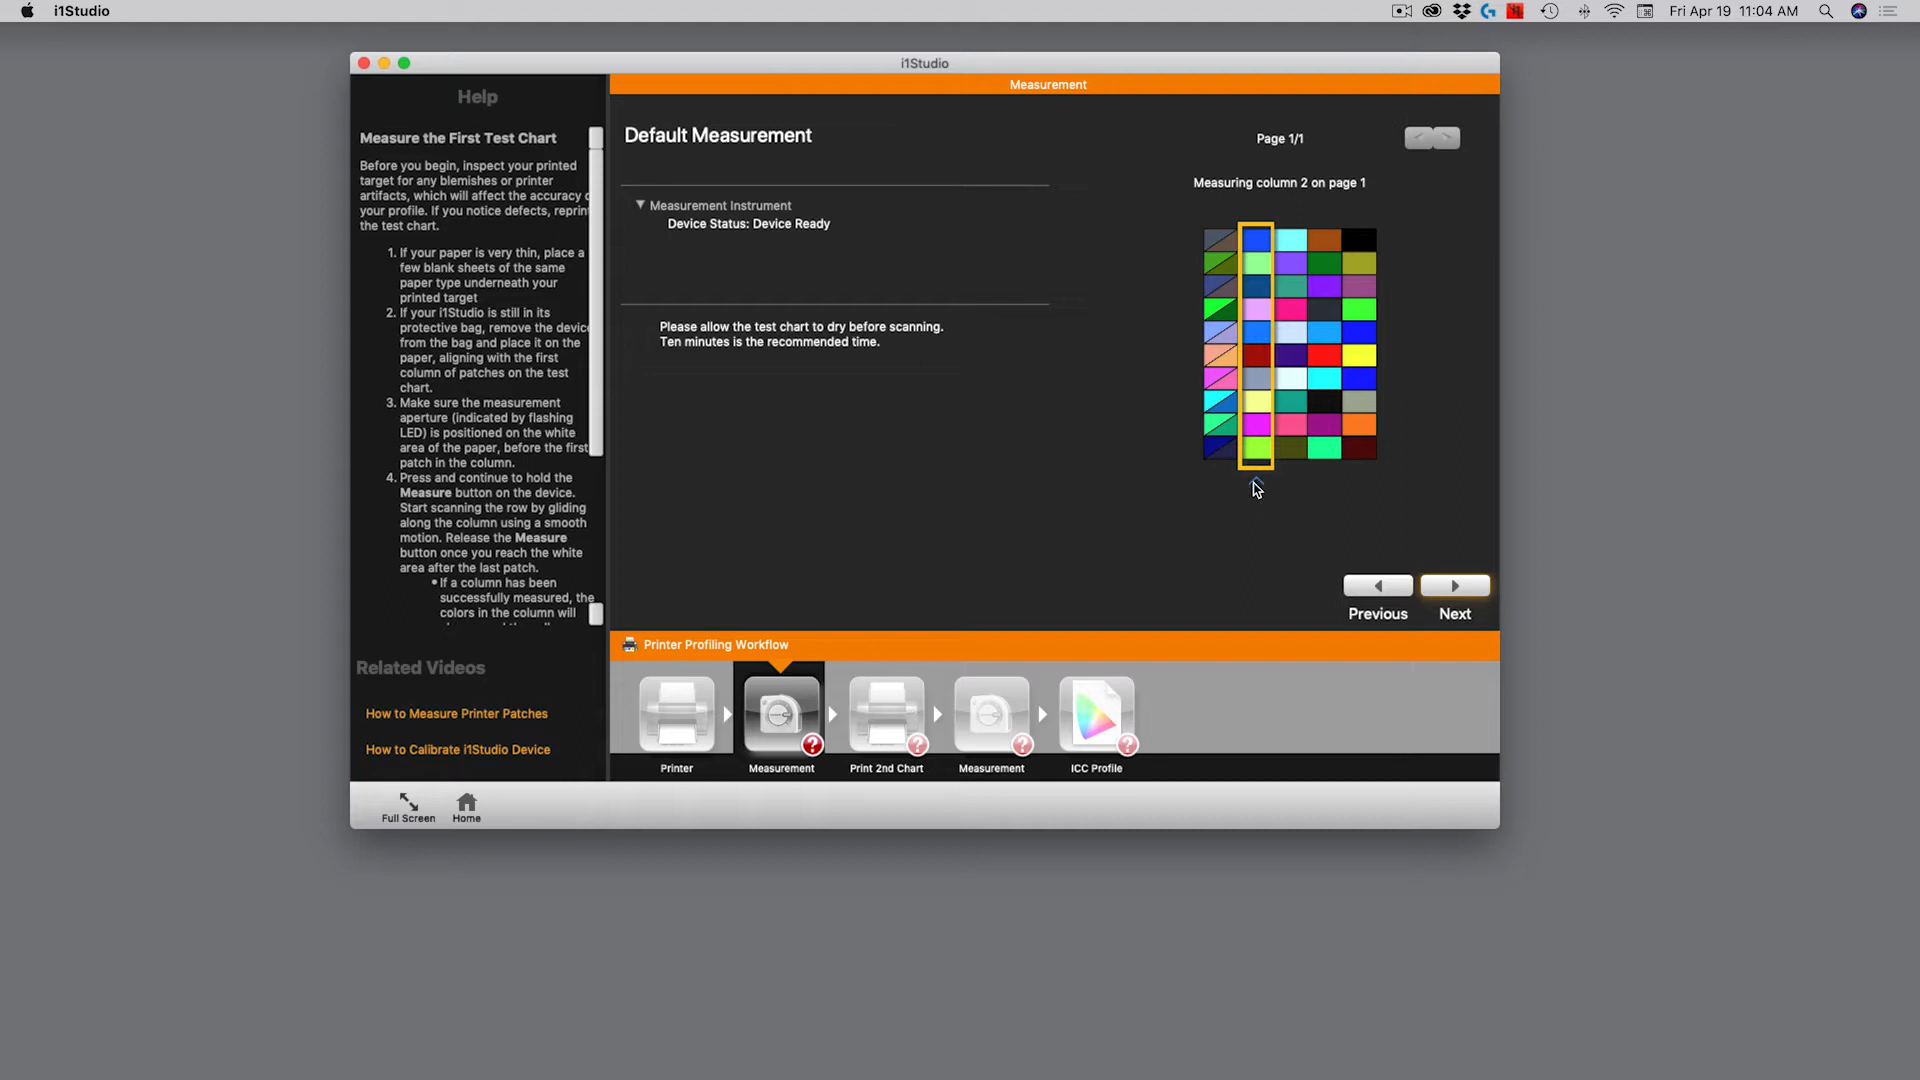 i1Studio
Fri Apr 19 11:04 AM
i1Studio
Help
Measure the First Test Chart
Before you begin, inspect your printed
target for any blemishes or printer
artifacts, which will affect the accuracy
your profile. If you notice defects,
the test chart.
1. If your paper is very thin, place a
few blank sheets of the same
paper type underneath your
printed target
2. If your i1Studio is still in its
protective bag, remove the device
from the bag and place it on the
paper, aligning with the first
column of patches on the test
chart.
3. Make sure the measurement
aperture (indicated by flashing
LED) is positioned on the white
area of the paper, before the first
patch in the column.
4. Press and continue to hold the
Measure button on the device.
Start scanning the row by gliding
along the column using a smooth
motion. Release the Measure
button once you reach the white
area after the last patch.
• If a column has been
successfully measured, the
colors in the column will
Related Videos
How to Measure Printer Patches
How to Calibrate i1Studio Device
Measurement
Default Measurement
Page 1/1
Measuring column 2 on page 1
Measurement Instrument
Device Status: Device Ready
Please allow the test chart to dry before scanning.
Ten minutes is the recommended time.
Previous
Next
Printer Profiling Workflow
Printer
Measurement
Print 2nd Chart
Measurement
ICC Profile
Full Screen
Home